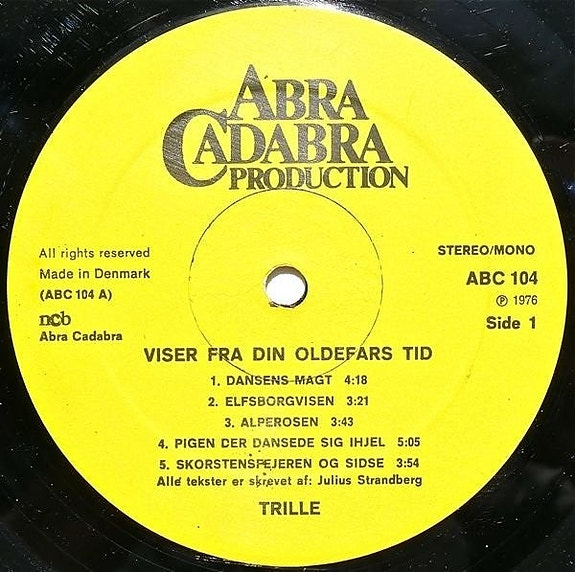 ABRA
CADABRA
PRODUCTION
All rights reserved
Made in Denmark
(ABC 104 A)
ncb
Abra Cadabra
STEREO/MONO
ABC 104
Ⓟ 1976
Side 1
VISER FRA DIN OLDEFARS TID
1. DANSENS MAGT 4:18
2. ELFSBORGVISEN 3:21
3. ALPEROSEN 3:43
4. PIGEN DER DANSEDE SIG IHJEL 5:05
5. SKORSTENSFEJEREN OG SIDSE 3:54
Alle tekster er skrevet af: Julius Strandberg
TRILLE